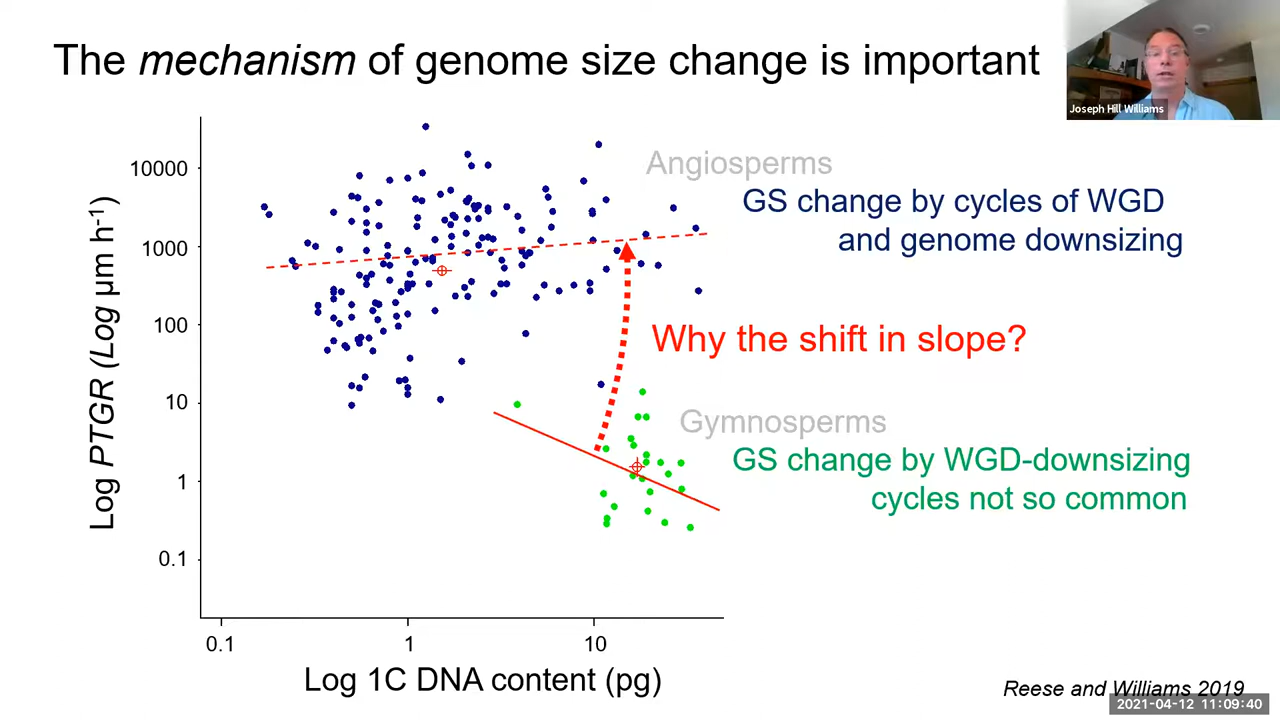 The mechanism of genome size change is important
Joseph Hill Williams
Angiosperms
GS change by cycles of WGD
and genome downsizing
Why the shift in slope?
Gymnosperms
GS change by WGD-downsizing
cycles not so common
Log PTGR (Log µm h-1)
10000
1000
100
10
1
0.1
0.1
1
10
Log 1C DNA content (pg)
Reese and Williams 2019
2021-04-12 11:09:40